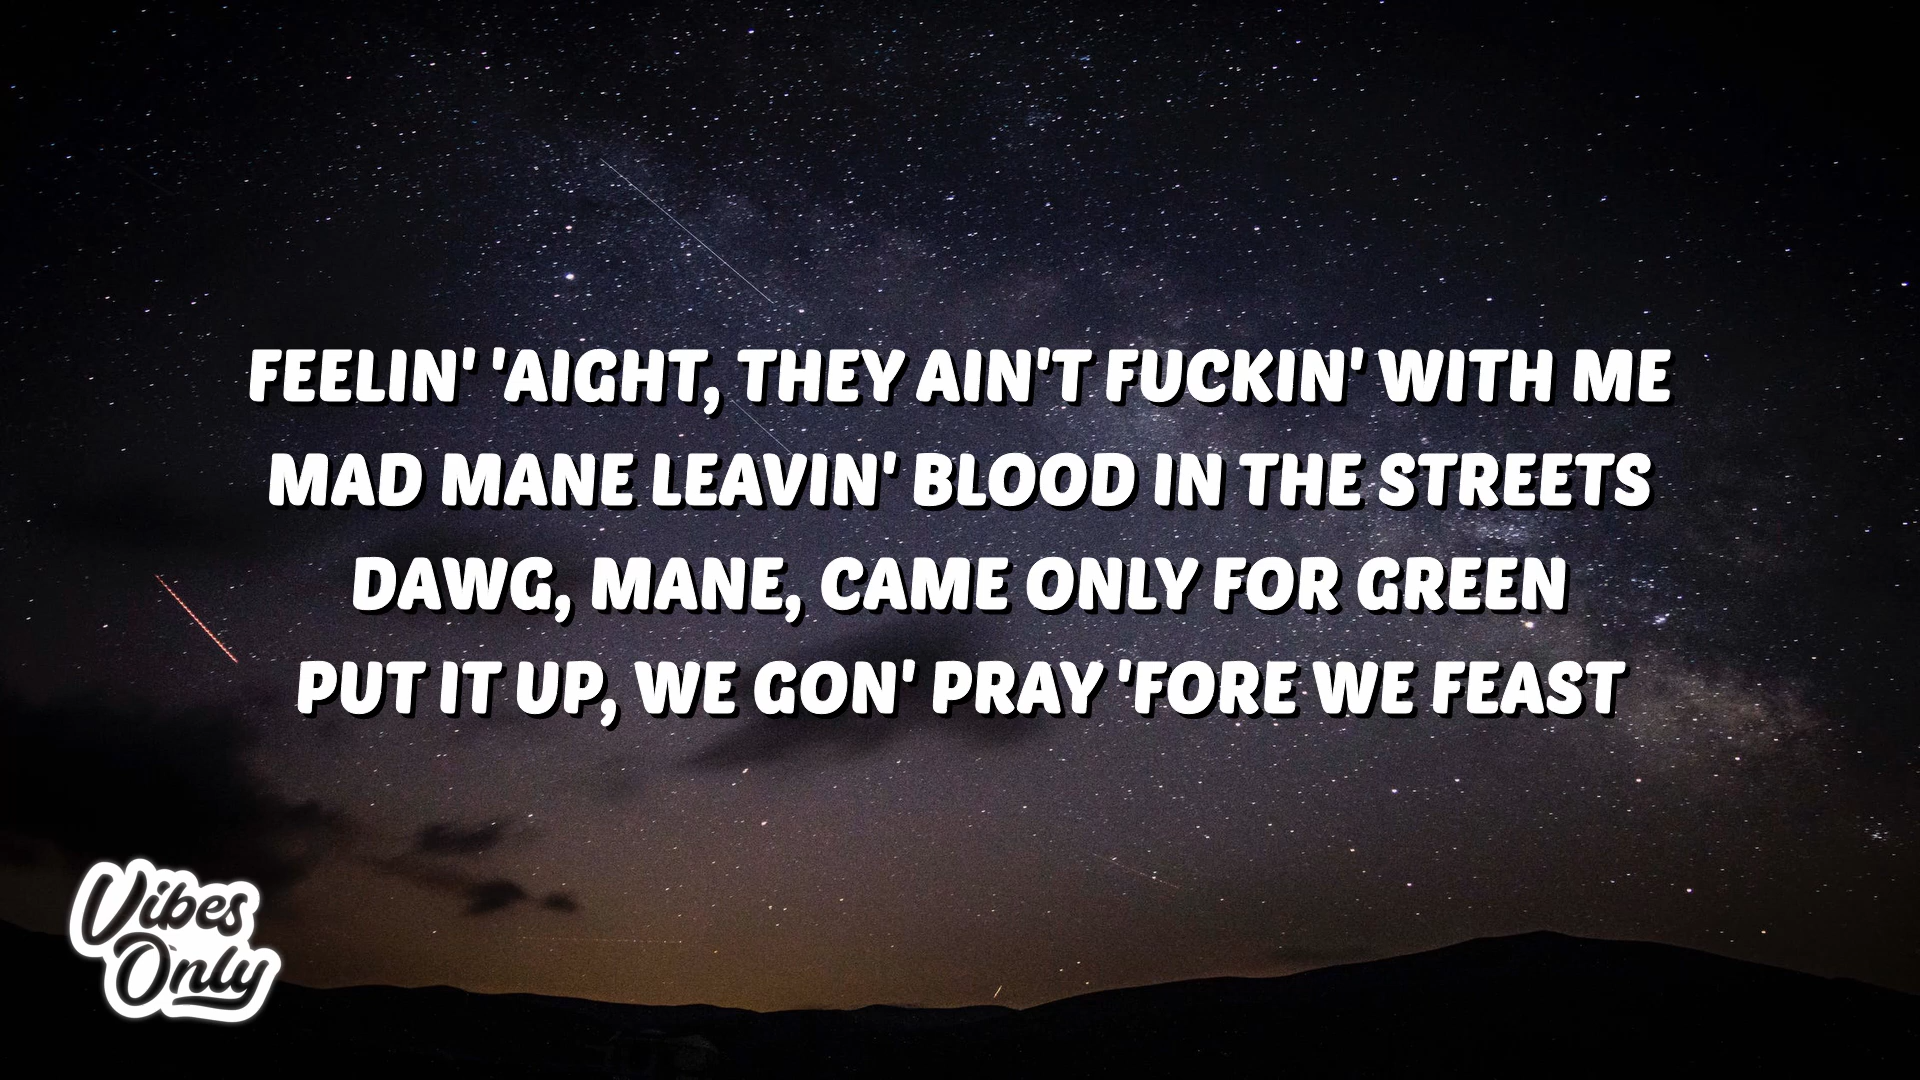 FEELIN' 'AIGHT, THEY AIN'T FUCKIN' WITH ME
MAD MANE LEAVIN' BLOOD IN THE STREETS
DAWG, MANE, CAME ONLY FOR GREEN
PUT IT UP, WE GON' PRAY 'FORE WE FEAST
Vibes
Only